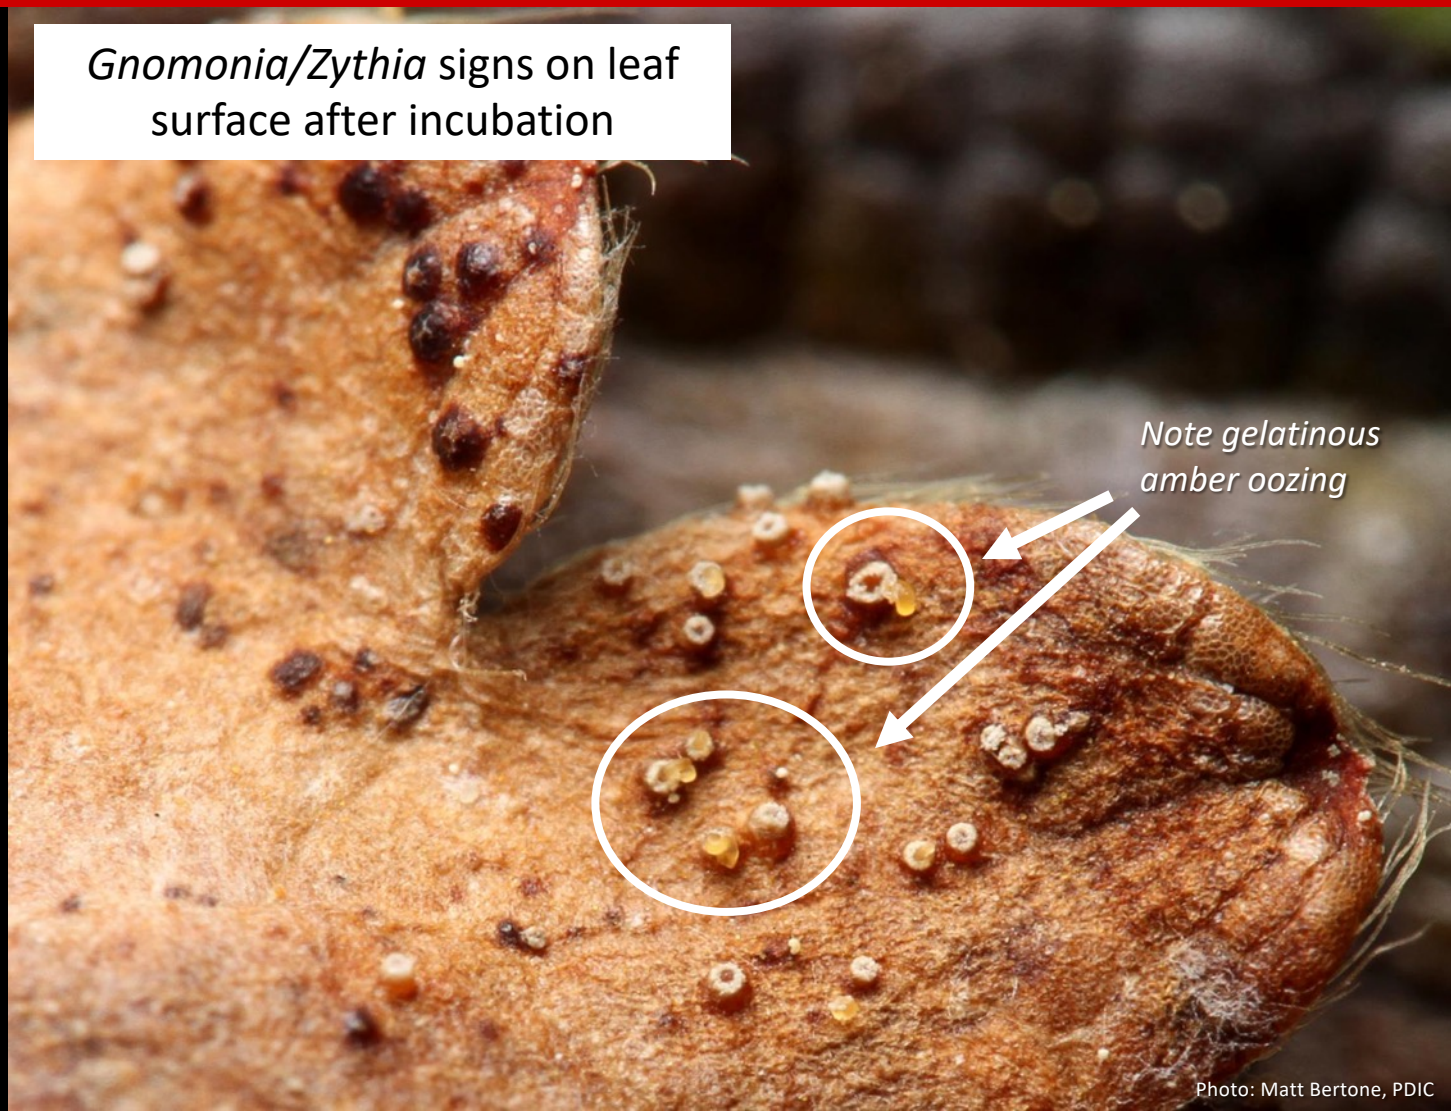 Gnomonia/Zythia signs on leaf
surface after incubation
Note gelatinous
amber oozing
Photo: Matt Bertone, PDIC